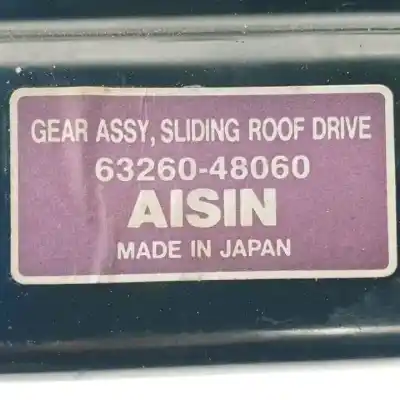 GEAR ASSY, SLIDING ROOF DRIVE
63260-48060
AISIN
MADE IN JAPAN